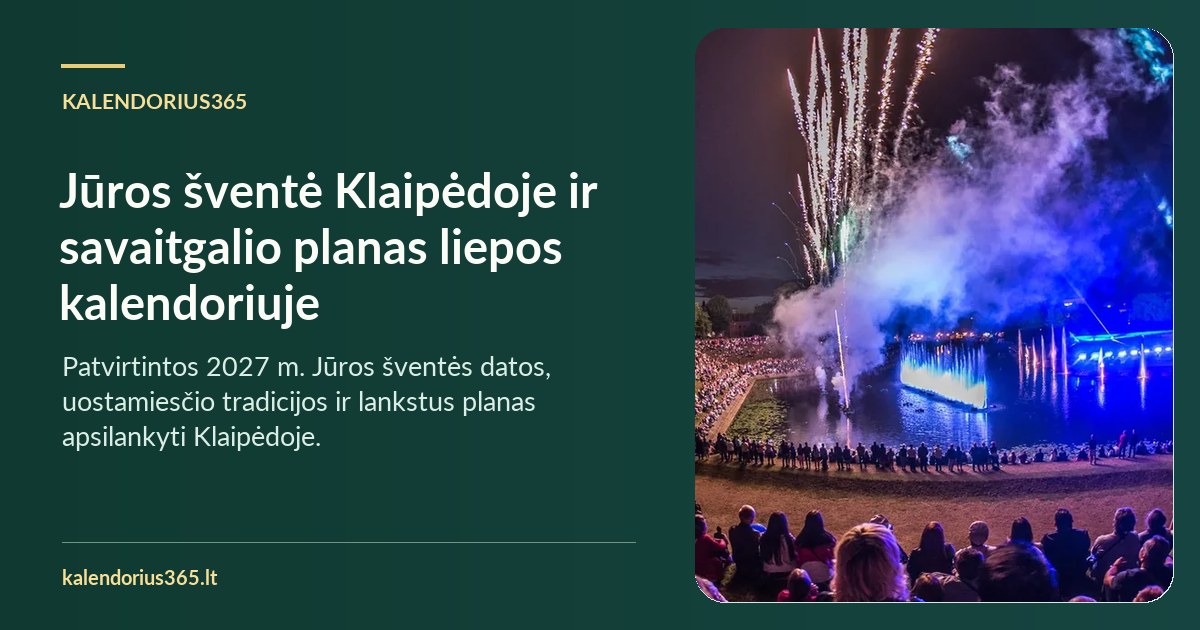 KALENDORIUS365
Jūros šventė Klaipėdoje ir
savaitgalio planas liepos
kalendoriuje
Patvirtintos 2027 m. Jūros šventės datos,
uostamiesčio tradicijos ir lankstus planas
apsilankyti Klaipėdoje.
kalendorius365.lt